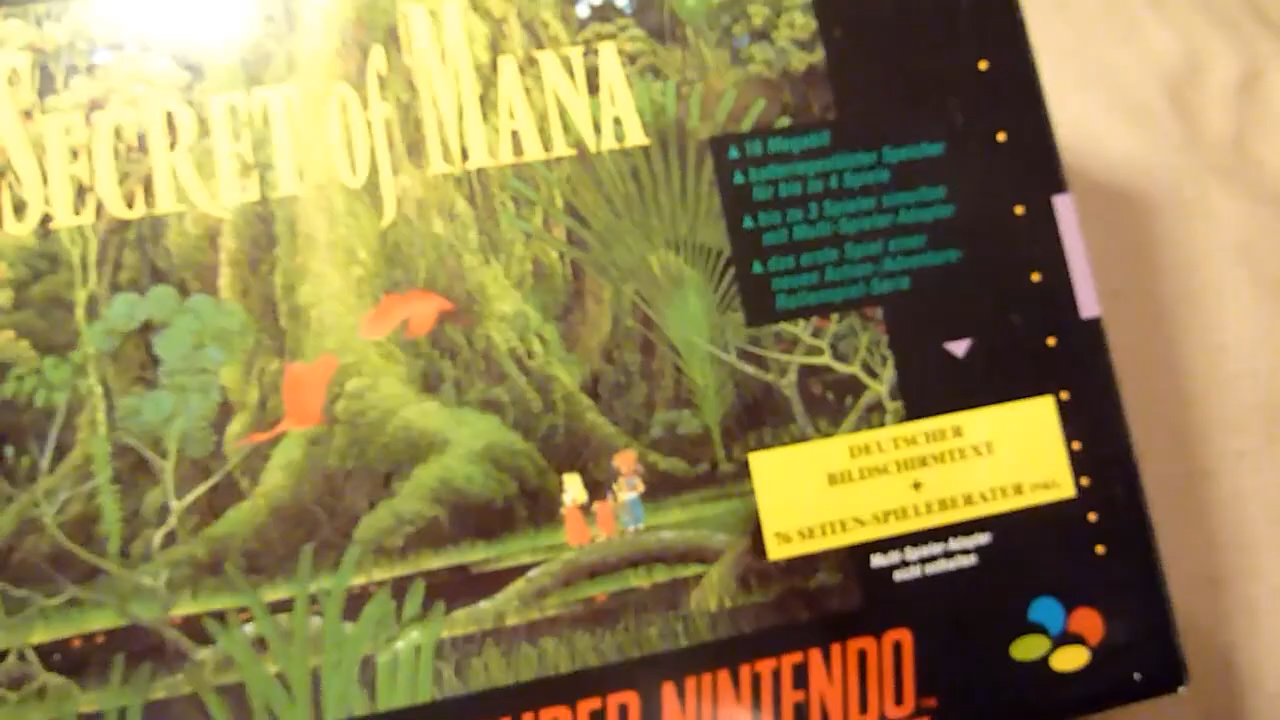 SECRET of MANA
▲ 16 Megabit
▲ batteriegestützter Speicher
für bis zu 4 Spiele
▲ bis zu 3 Spieler simultan
mit Multi-Spieler-Adapter
▲ das erste Spiel einer
neuen Action-Adventure-
Rollenspiel-Serie
DEUTSCHER
BILDSCHIRMTEXT
+
76 SEITEN-SPIELEBERATER
Multi-Spieler-Adapter
nicht enthalten
SUPER NINTENDO